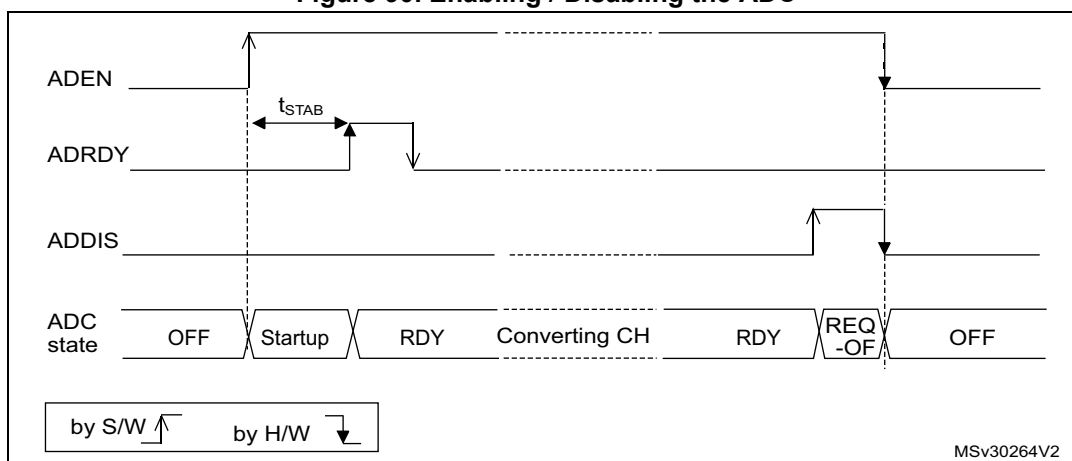 Figure Enabling / Disabling the ADC
ADEN
tSTAB
ADRDY
ADDIS
ADC
state
OFF
Startup
RDY
Converting CH
RDY
REQ
-OF
OFF
by S/W
by H/W
MSv30264V2